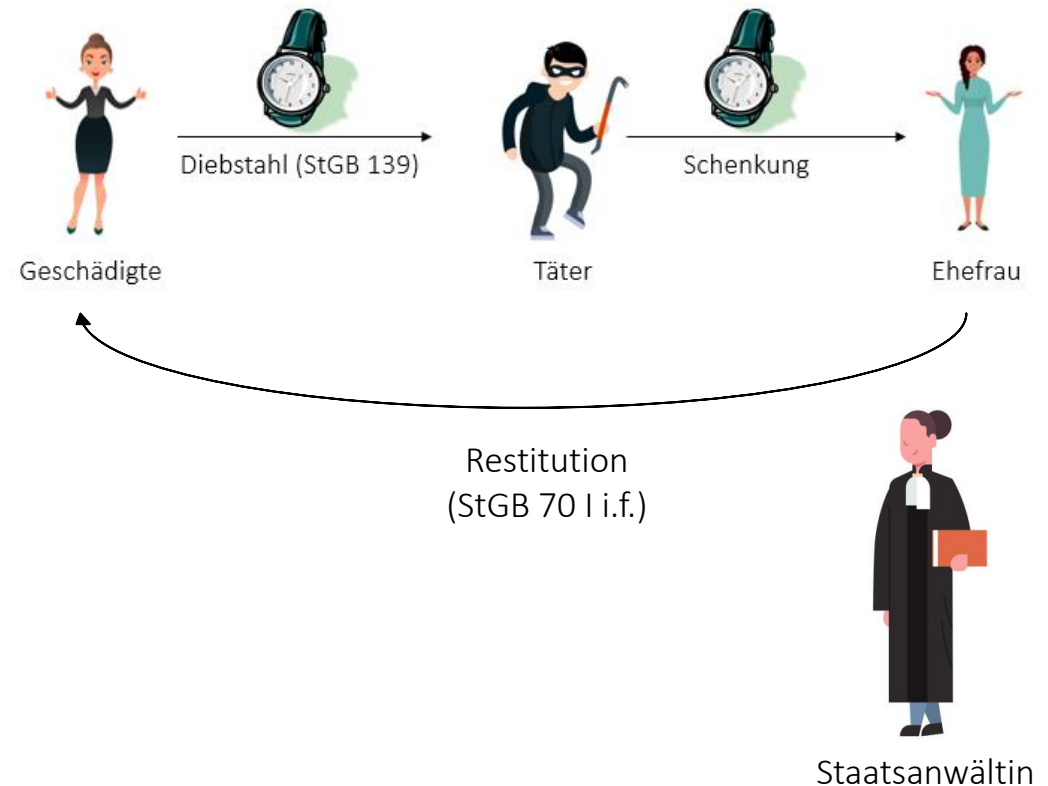 Diebstahl (StGB 139)
Schenkung
Geschädigte
Täter
Ehefrau
Restitution
(StGB 70 I i.f.)
Staatsanwältin